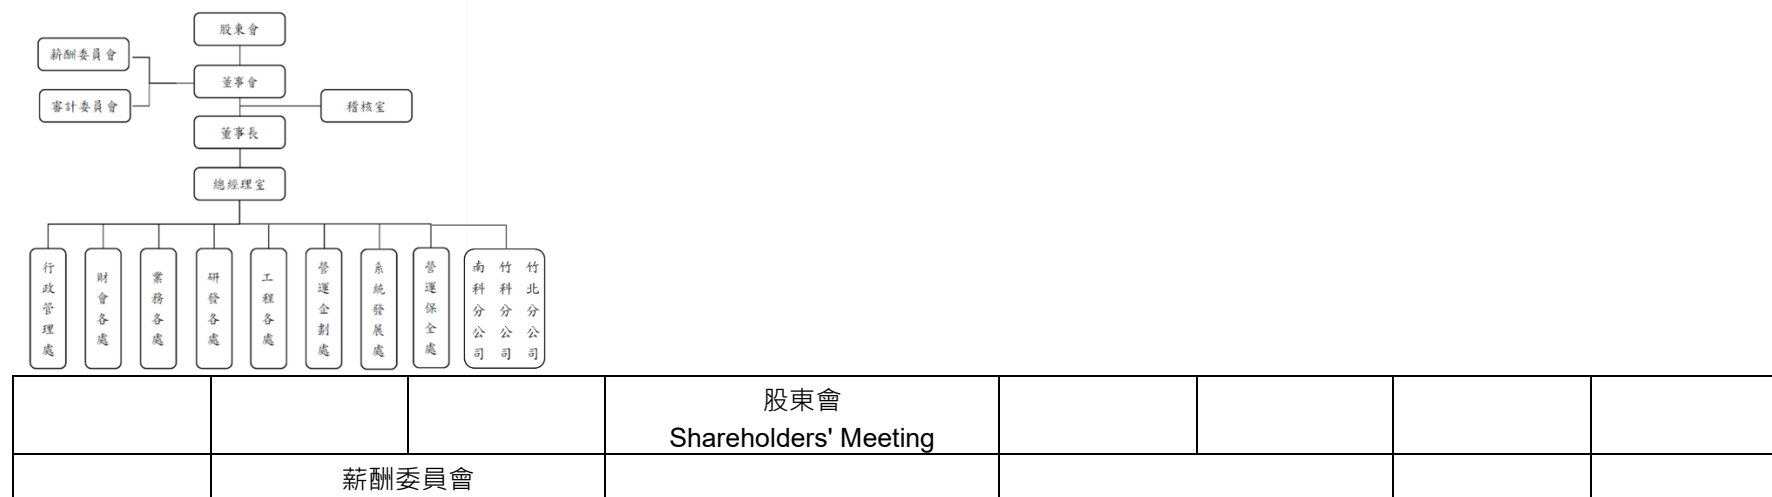 股東會
薪酬委員會
董事會
審計委員會
稽核室
董事長
總經理室
行政管理處
財會各處
業務各處
研發各處
工程各處
營運企劃處
系統發展處
營運保全處
南科分公司
竹科分公司
竹北分公司
股東會
Shareholders' Meeting
薪酬委員會